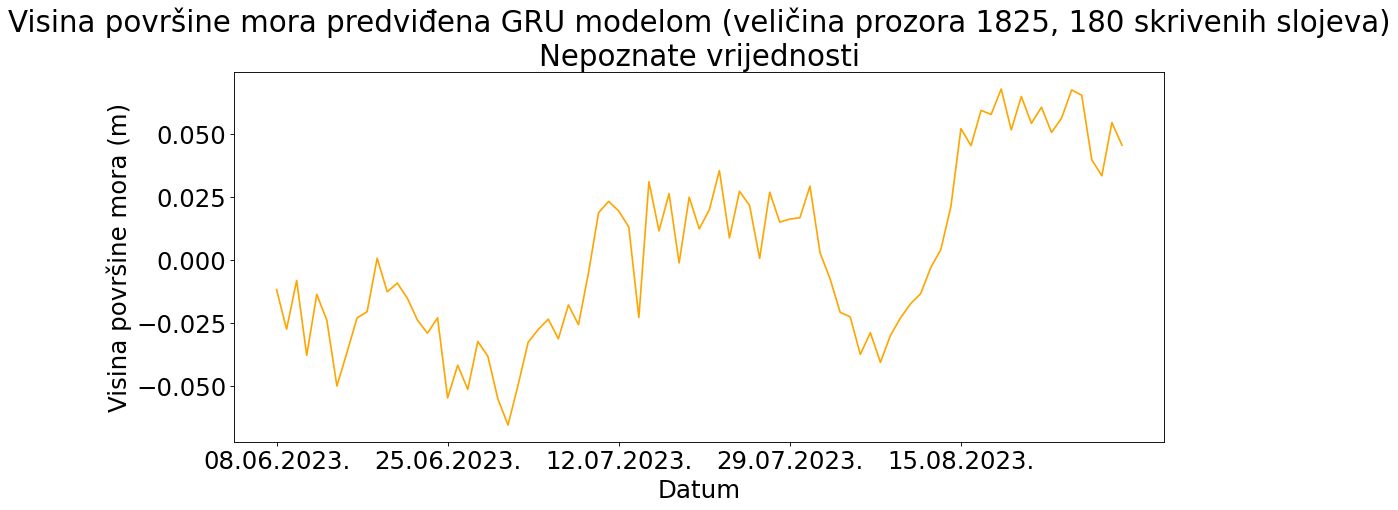 Visina površine mora predviđena GRU modelom (veličina prozora 1825, 180 skrivenih slojeva)
Nepoznate vrijednosti
Visina površine mora (m)
0.050
0.025
0.000
−0.025
−0.050
08.06.2023. 25.06.2023. 12.07.2023. 29.07.2023. 15.08.2023.
Datum